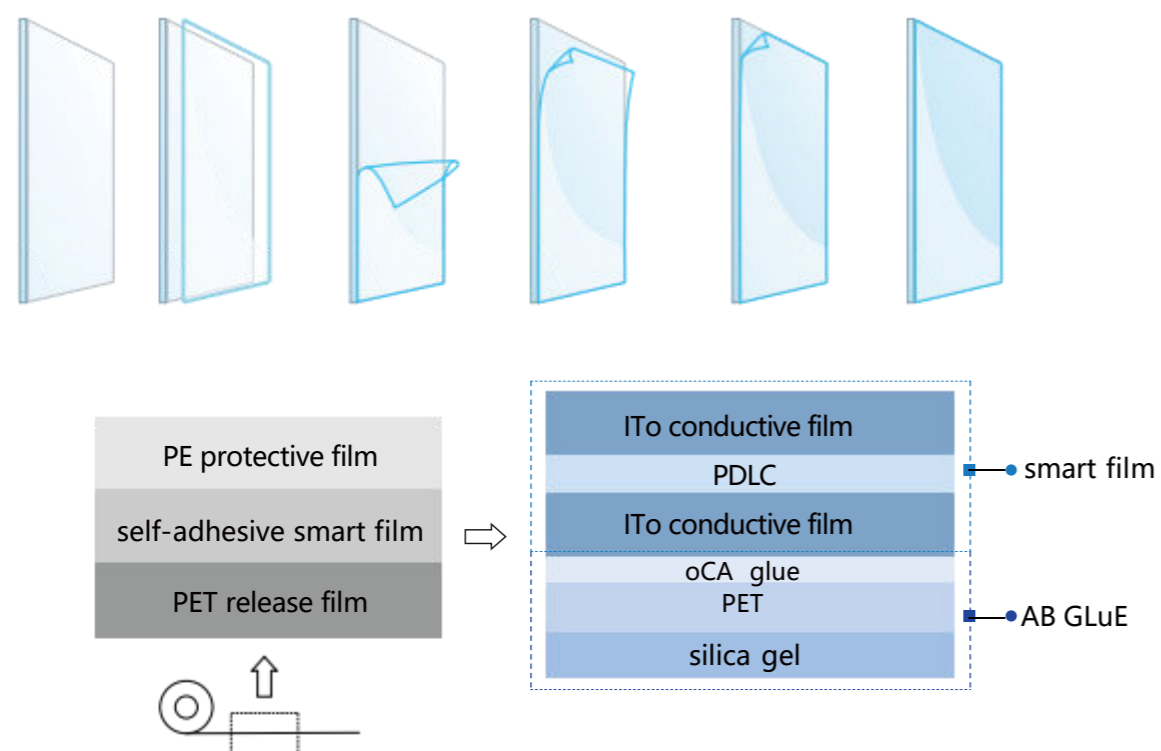 PE protective film
self-adhesive smart film
PET release film
ITo conductive film
PDLC
ITo conductive film
oCA glue
PET
silica gel
smart film
AB GLuE